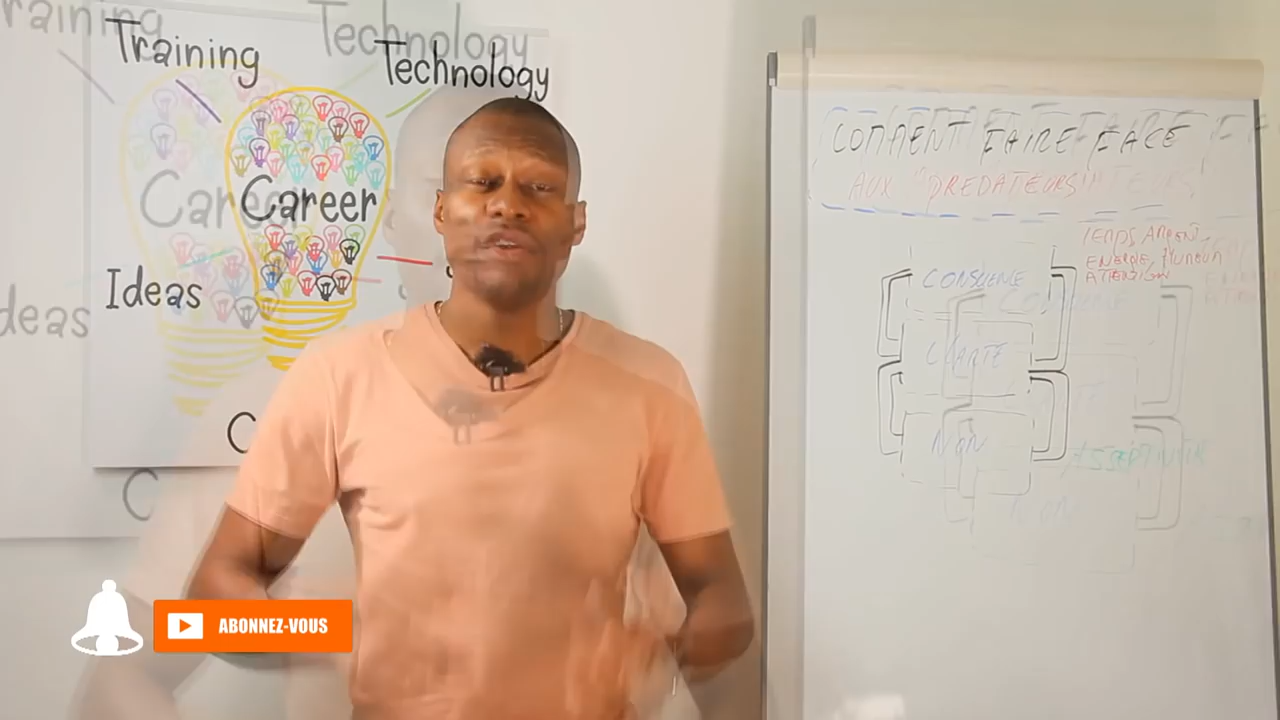 Training
Technology
Career
Ideas
C
COMMENT FAIRE FACE
AUX "PREDATEURS"
TEMPS, ARGENT,
ENERGIE, HUMEUR
ATTENTION
CONSCIENCE
CLARTE
NON
ASSERTIVITE
ABONNEZ-VOUS